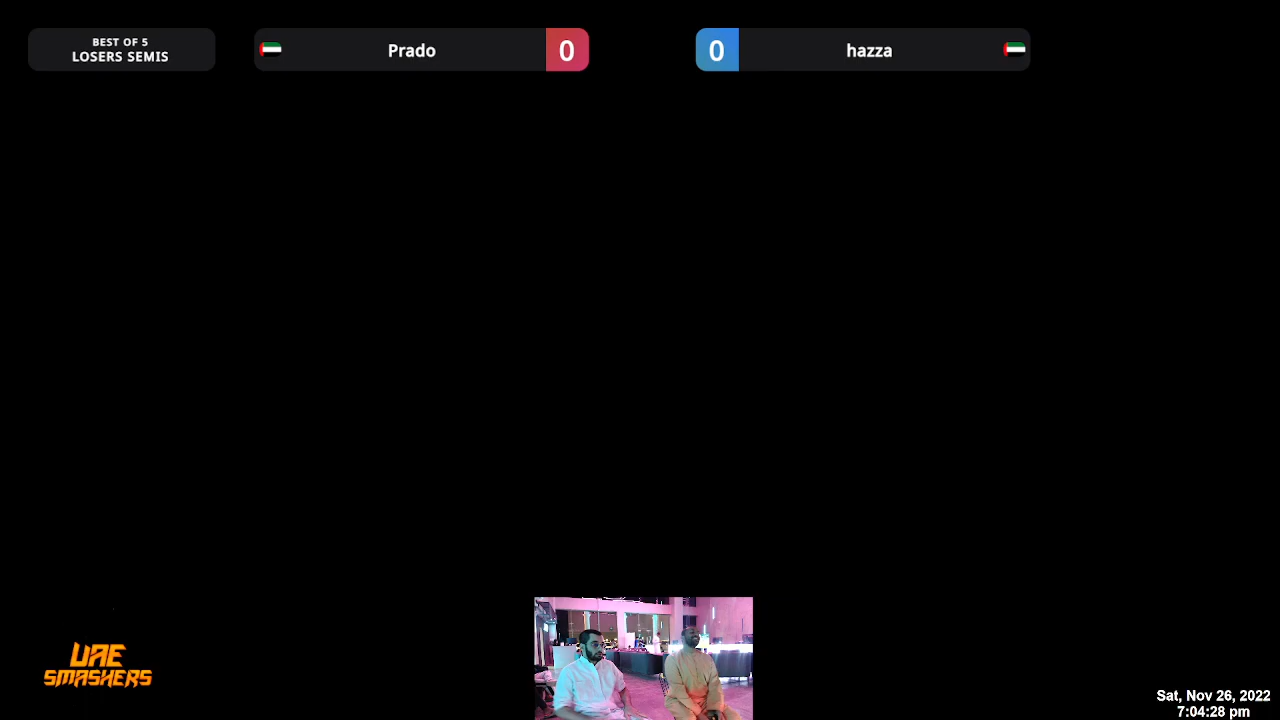 BEST OF 5
LOSERS SEMIS
Prado
0
0
hazza
UAE
SMASHERS
Sat, Nov 26, 2022
7:04:28 pm